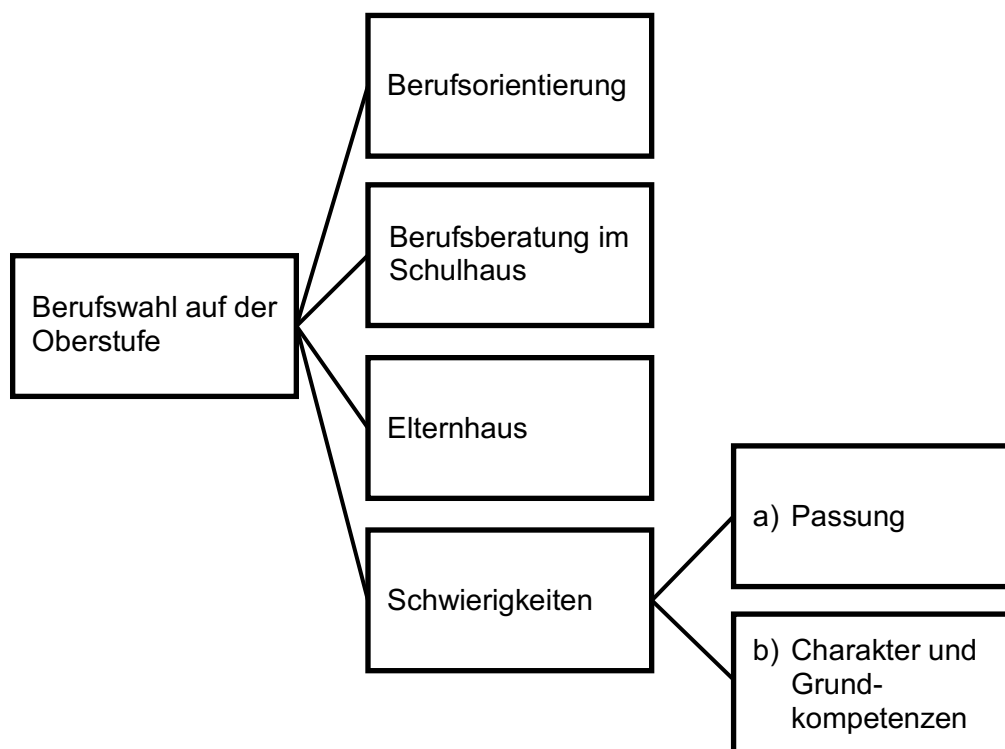 Berufsorientierung
Berufsberatung im
Schulhaus
Berufswahl auf der
Oberstufe
Elternhaus
Schwierigkeiten
a) Passung
b) Charakter und
Grund-
kompetenzen